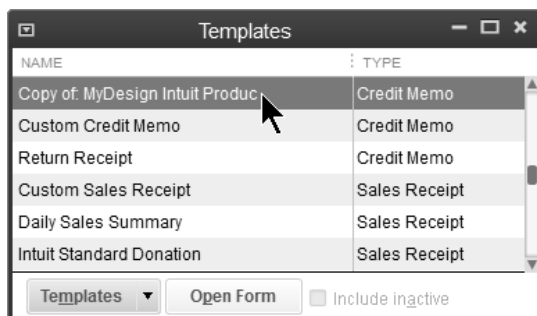 Templates
NAME TYPE
Copy of: MyDesign Intuit Produc Credit Memo
Custom Credit Memo Credit Memo
Return Receipt Credit Memo
Custom Sales Receipt Sales Receipt
Daily Sales Summary Sales Receipt
Intuit Standard Donation Sales Receipt
Templates Open Form Include inactive